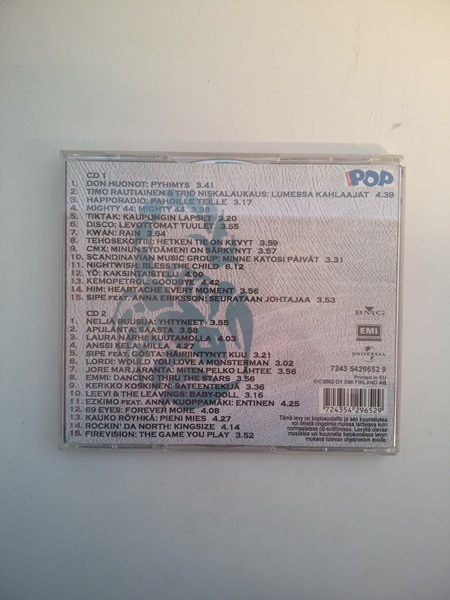 POP
CD 1
1. DON HUONOT: PYHIMYS 3.41
2. TIMO RAUTIAINEN & TRIO NISKALAUKAUS: LUMESSA KAHLAAJAT 4.39
3. HAPPORADIO: PAHOILLE TEILLE 3.17
4. MIGHTY 44: MIGHTY 44 3.38
5. TIKTAK: KAUPUNGIN LAPSET 3.20
6. DISCO: LEVOTTOMAT TUULET 3.55
7. KWAN: RAIN 3.54
8. TEHOSEKOITIN: HETKEN TIE ON KEVYT 3.59
9. CMX: MINUN SYDÄMENI ON SÄRKYNYT 3.57
10. SCANDINAVIAN MUSIC GROUP: MINNE KATOSI PÄIVÄT 3.31
11. NIGHTWISH: BLESS THE CHILD 6.12
12. YÖ: KAKSINTAISTELU
13. KEMOPETROL: GOODBYE 4.42
14. HIM: HEARTACHE EVERY MOMENT 3.56
15. SIPE FEAT. ANNA ERIKSSON: SEURATAAN JOHTAJAA 3.53
CD 2
1. NELJÄ RUUSUA: YHTYNEET 3.55
2. APULANTA: SAASTA 3.58
3. LAURA NÄRHI: KUUTAMOLLA 4.03
4. ANSSI KELA: MILLA 4.27
5. SIPE FEAT. GOSTA: HÄIRIINTYNYT KUU 3.21
6. LORDI: WOULD YOU LOVE A MONSTERMAN 3.02
7. JORE MARJARANTA: MITEN PELKO LÄHTEE 3.50
8. EMMI: DANCING THRU THE STARS 3.56
9. KERKKO KOSKINEN: SATEENTEKIJÄ 3.36
10. LEEVI & THE LEAVINGS: BABY-DOLL 3.16
11. EZKIMO FEAT. ANNA KUOPPAMÄKI: ENTINEN 4.25
12. 69 EYES: FOREVER MORE 4.08
13. KAUKO RÖYHKÄ: PIENI MIES 4.27
14. ROCKIN' DA NORTH: KINGSIZE 4.14
15. FIREVISION: THE GAME YOU PLAY 3.52
BMG
EMI
UNIVERSAL
7243 5429652 9
Printed in EU
© 2002 OY EMI FINLAND AB
7 24354 29652 9